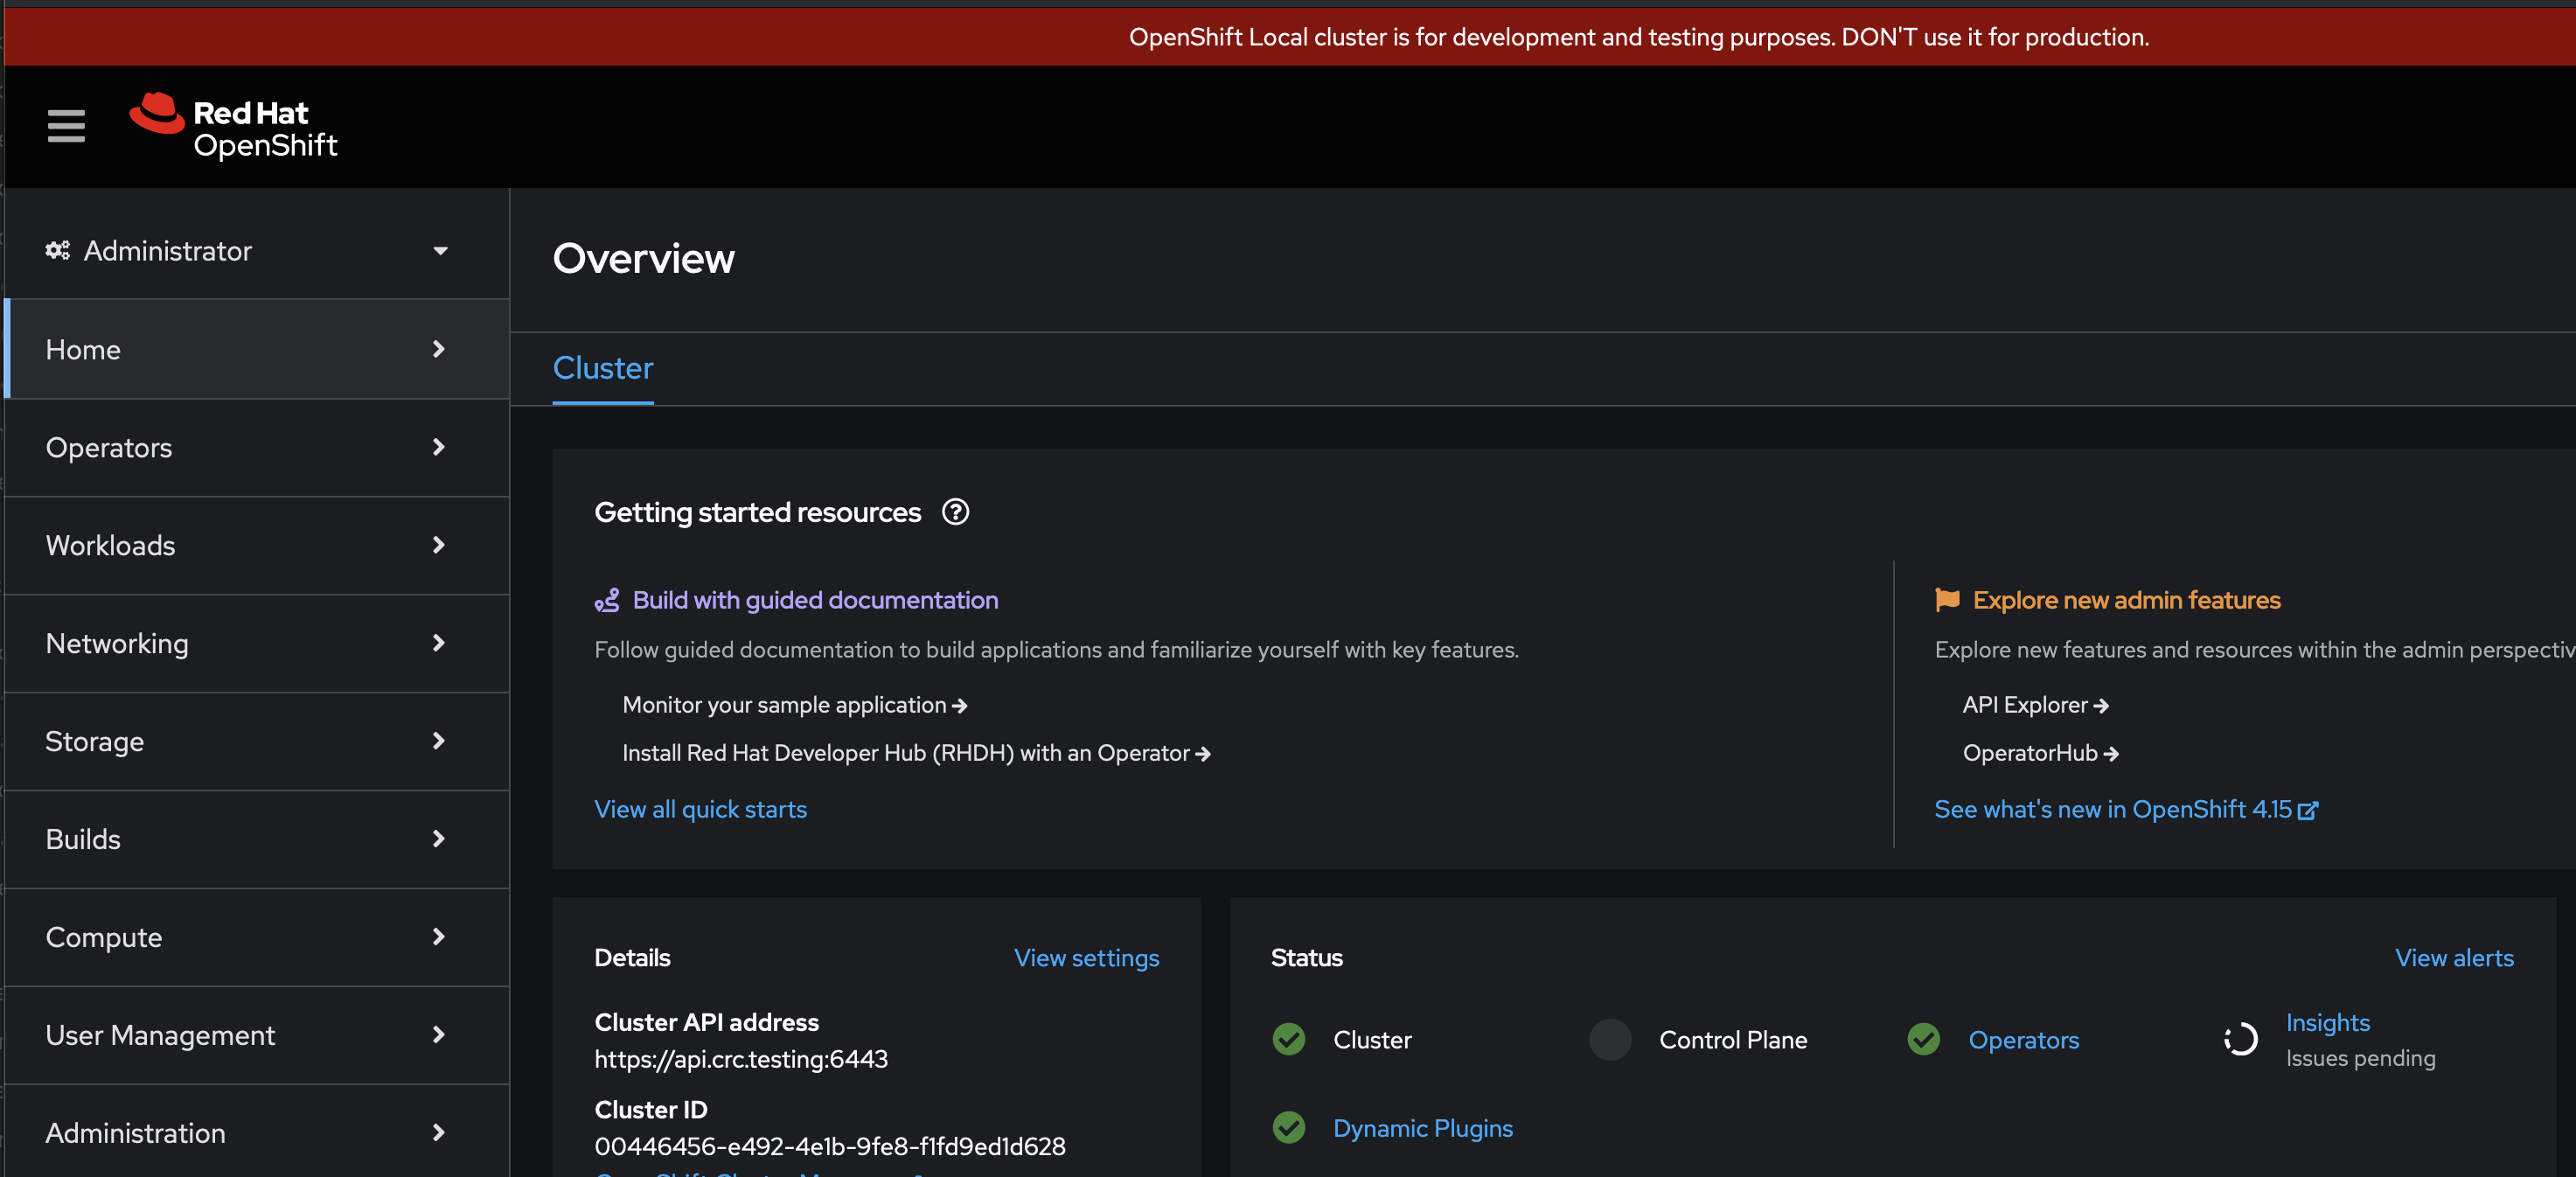 OpenShift Local cluster is for development and testing purposes. DON'T use it for production.
Red Hat
OpenShift
Administrator
Home
Operators
Workloads
Networking
Storage
Builds
Compute
User Management
Administration
Overview
Cluster
Getting started resources
Build with guided documentation
Follow guided documentation to build applications and familiarize yourself with key features.
Monitor your sample application
Install Red Hat Developer Hub (RHDH) with an Operator
View all quick starts
Explore new admin features
Explore new features and resources within the admin perspectiv
API Explorer
OperatorHub
See what's new in OpenShift 4.15
Details
View settings
Cluster API address
https://api.crc.testing:6443
Cluster ID
00446456-e492-4e1b-9fe8-f1fd9ed1d628
Status
View alerts
Cluster
Control Plane
Operators
Insights
Issues pending
Dynamic Plugins